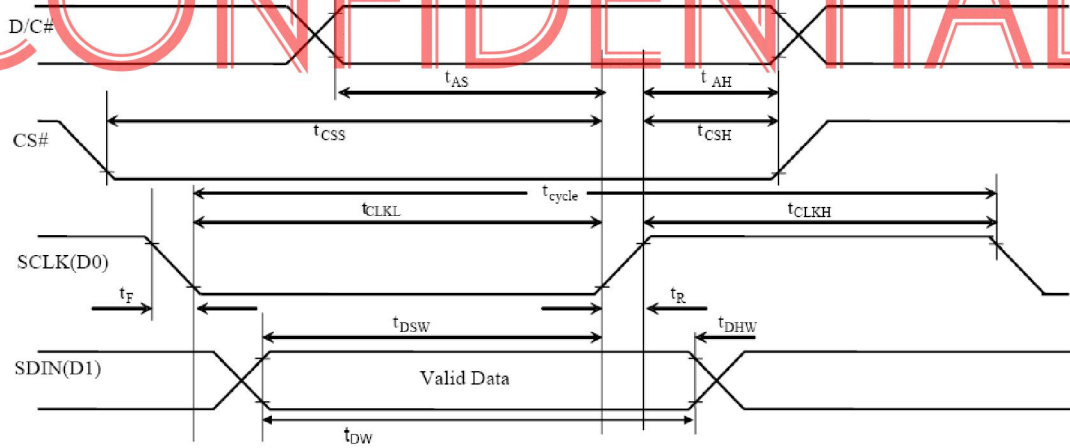 CONFIDENTIAL
D/C#
tAS
tAH
CS#
tCSS
tCSH
tcycle
tCLKL
tCLKH
SCLK(D0)
tF
tR
tDSW
tDHW
SDIN(D1)
Valid Data
tDW